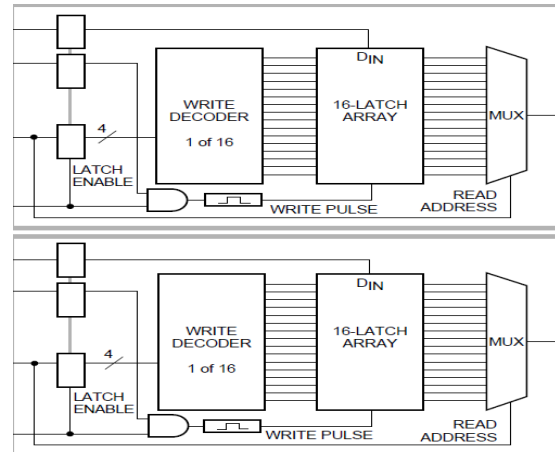 DIN
WRITE
DECODER
1 of 16
16-LATCH
ARRAY
MUX
4
LATCH
ENABLE
WRITE PULSE
READ
ADDRESS
DIN
WRITE
DECODER
1 of 16
16-LATCH
ARRAY
MUX
4
LATCH
ENABLE
WRITE PULSE
READ
ADDRESS